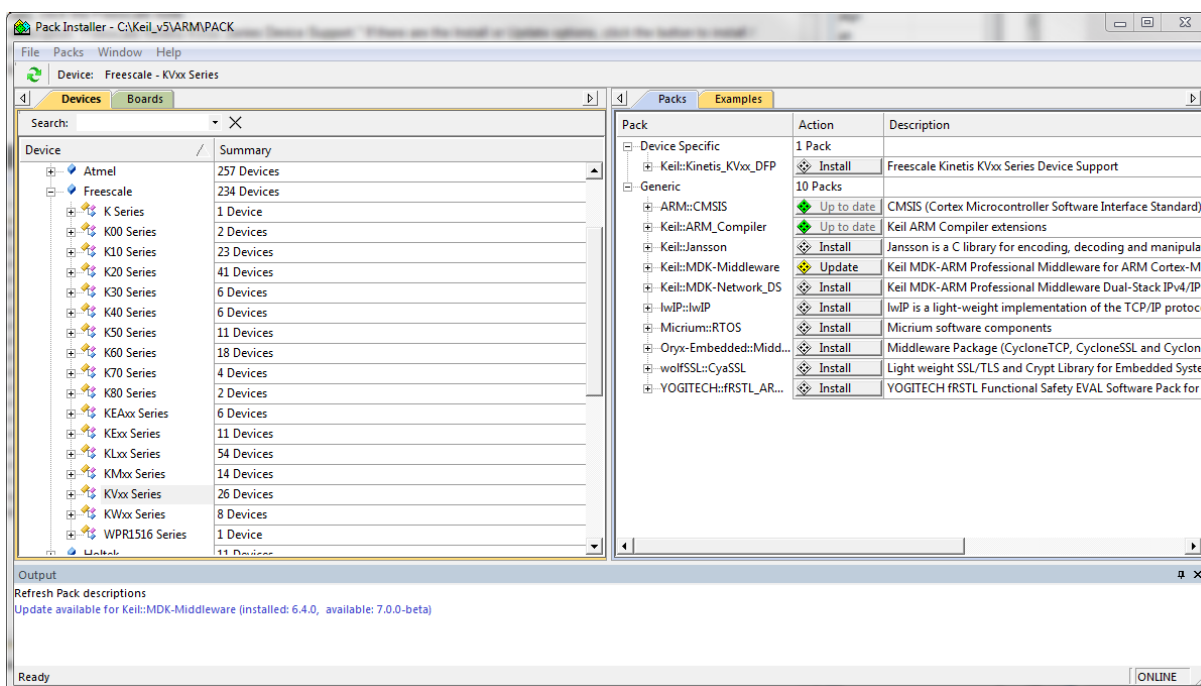 Pack Installer - C:\Keil_v5\ARM\PACK
File Packs Window Help
Device: Freescale - KVxx Series
Devices Boards
Search:
Device Summary
Atmel 257 Devices
Freescale 234 Devices
K Series 1 Device
K00 Series 2 Devices
K10 Series 23 Devices
K20 Series 41 Devices
K30 Series 6 Devices
K40 Series 6 Devices
K50 Series 11 Devices
K60 Series 18 Devices
K70 Series 4 Devices
K80 Series 2 Devices
KEAxx Series 6 Devices
KExx Series 11 Devices
KLxx Series 54 Devices
KMxx Series 14 Devices
KVxx Series 26 Devices
KWxx Series 8 Devices
WPR1516 Series 1 Device
Holtek 11 Devices
Packs Examples
Pack Action Description
Device Specific 1 Pack
Keil::Kinetis_KVxx_DFP Install Freescale Kinetis KVxx Series Device Support
Generic 10 Packs
ARM::CMSIS Up to date CMSIS (Cortex Microcontroller Software Interface Standard)
Keil::ARM_Compiler Up to date Keil ARM Compiler extensions
Keil::Jansson Install Jansson is a C library for encoding, decoding and manipula
Keil::MDK-Middleware Update Keil MDK-ARM Professional Middleware for ARM Cortex-M
Keil::MDK-Network_DS Install Keil MDK-ARM Professional Middleware Dual-Stack IPv4/IP
lwIP::lwIP Install lwIP is a light-weight implementation of the TCP/IP protoc
Micrium::RTOS Install Micrium software components
Oryx-Embedded::Midd... Install Middleware Package (CycloneTCP, CycloneSSL and Cyclon
wolfSSL::CyaSSL Install Light weight SSL/TLS and Crypt Library for Embedded Syste
YOGITECH::fRSTL_AR... Install YOGITECH fRSTL Functional Safety EVAL Software Pack for
Output
Refresh Pack descriptions
Update available for Keil::MDK-Middleware (installed: 6.4.0, available: 7.0.0-beta)
Ready ONLINE